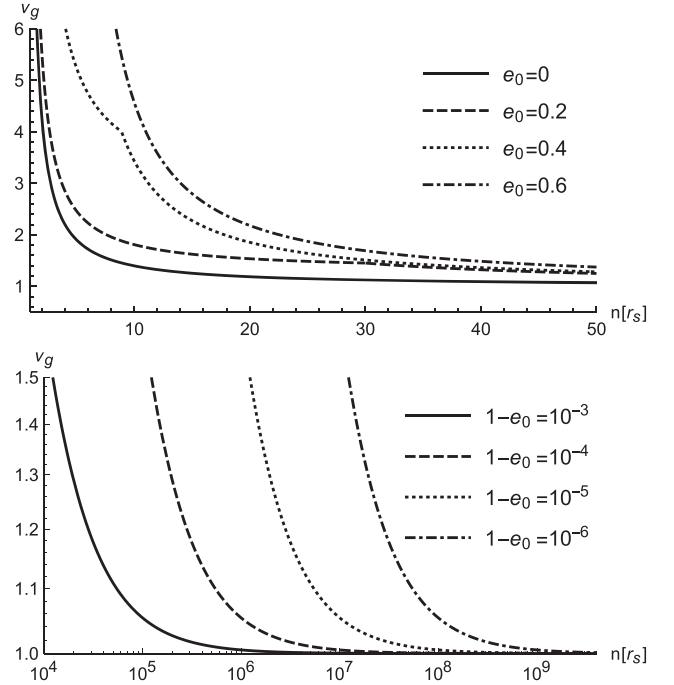 v_g
6
5
4
3
2
1
10 20 30 40 50
n[r_s]
e_0=0
e_0=0.2
e_0=0.4
e_0=0.6
v_g
1.5
1.4
1.3
1.2
1.1
1.0
10^4 10^5 10^6 10^7 10^8 10^9
n[r_s]
1−e_0=10^−3
1−e_0=10^−4
1−e_0=10^−5
1−e_0=10^−6